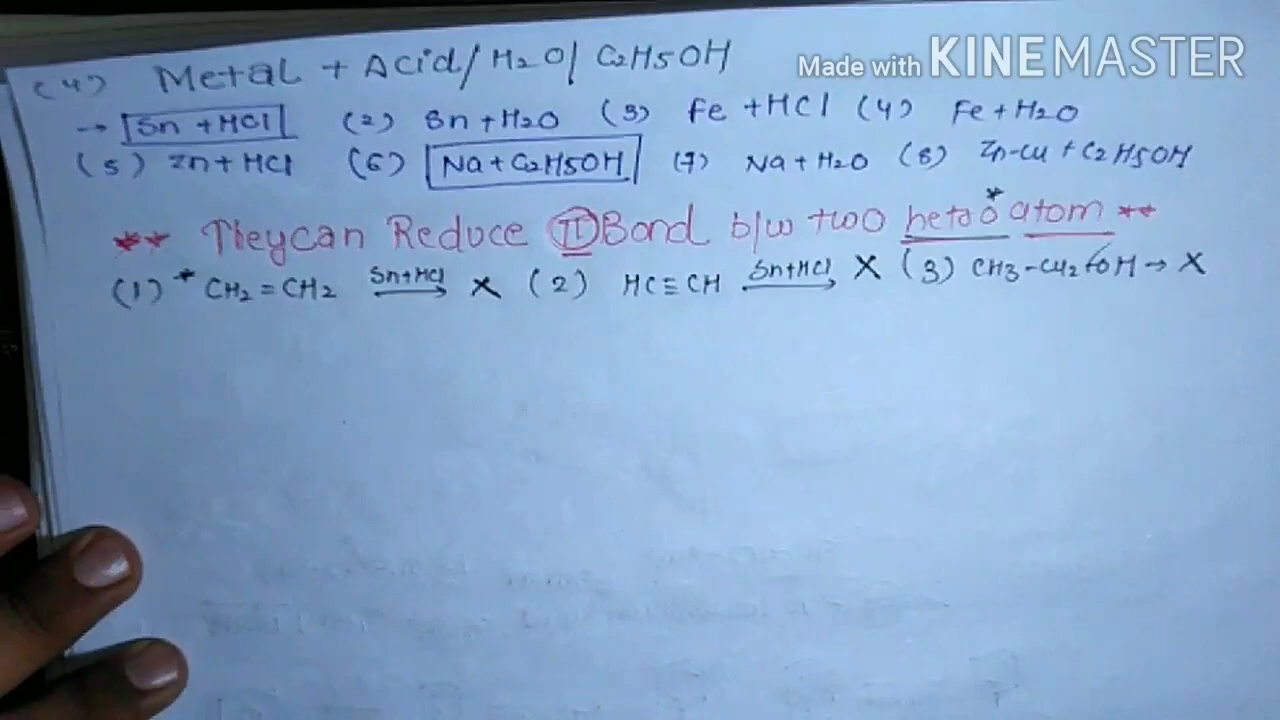 Made with KINEMASTER
(4) Metal + Acid/H2O/C2H5OH
→ Sn + HCl (2) Sn + H2O (3) Fe + HCl (4) Fe + H2O
(5) Zn + HCl (6) Na + C2H5OH (7) Na + H2O (8) Zn-Cu + C2H5OH
** They can Reduce π Bond b/w two hetro* atom **
(1) * CH2 = CH2 Sn+HCl → X (2) HC ≡ CH Sn+HCl → X (3) CH3-CH2 OH → X